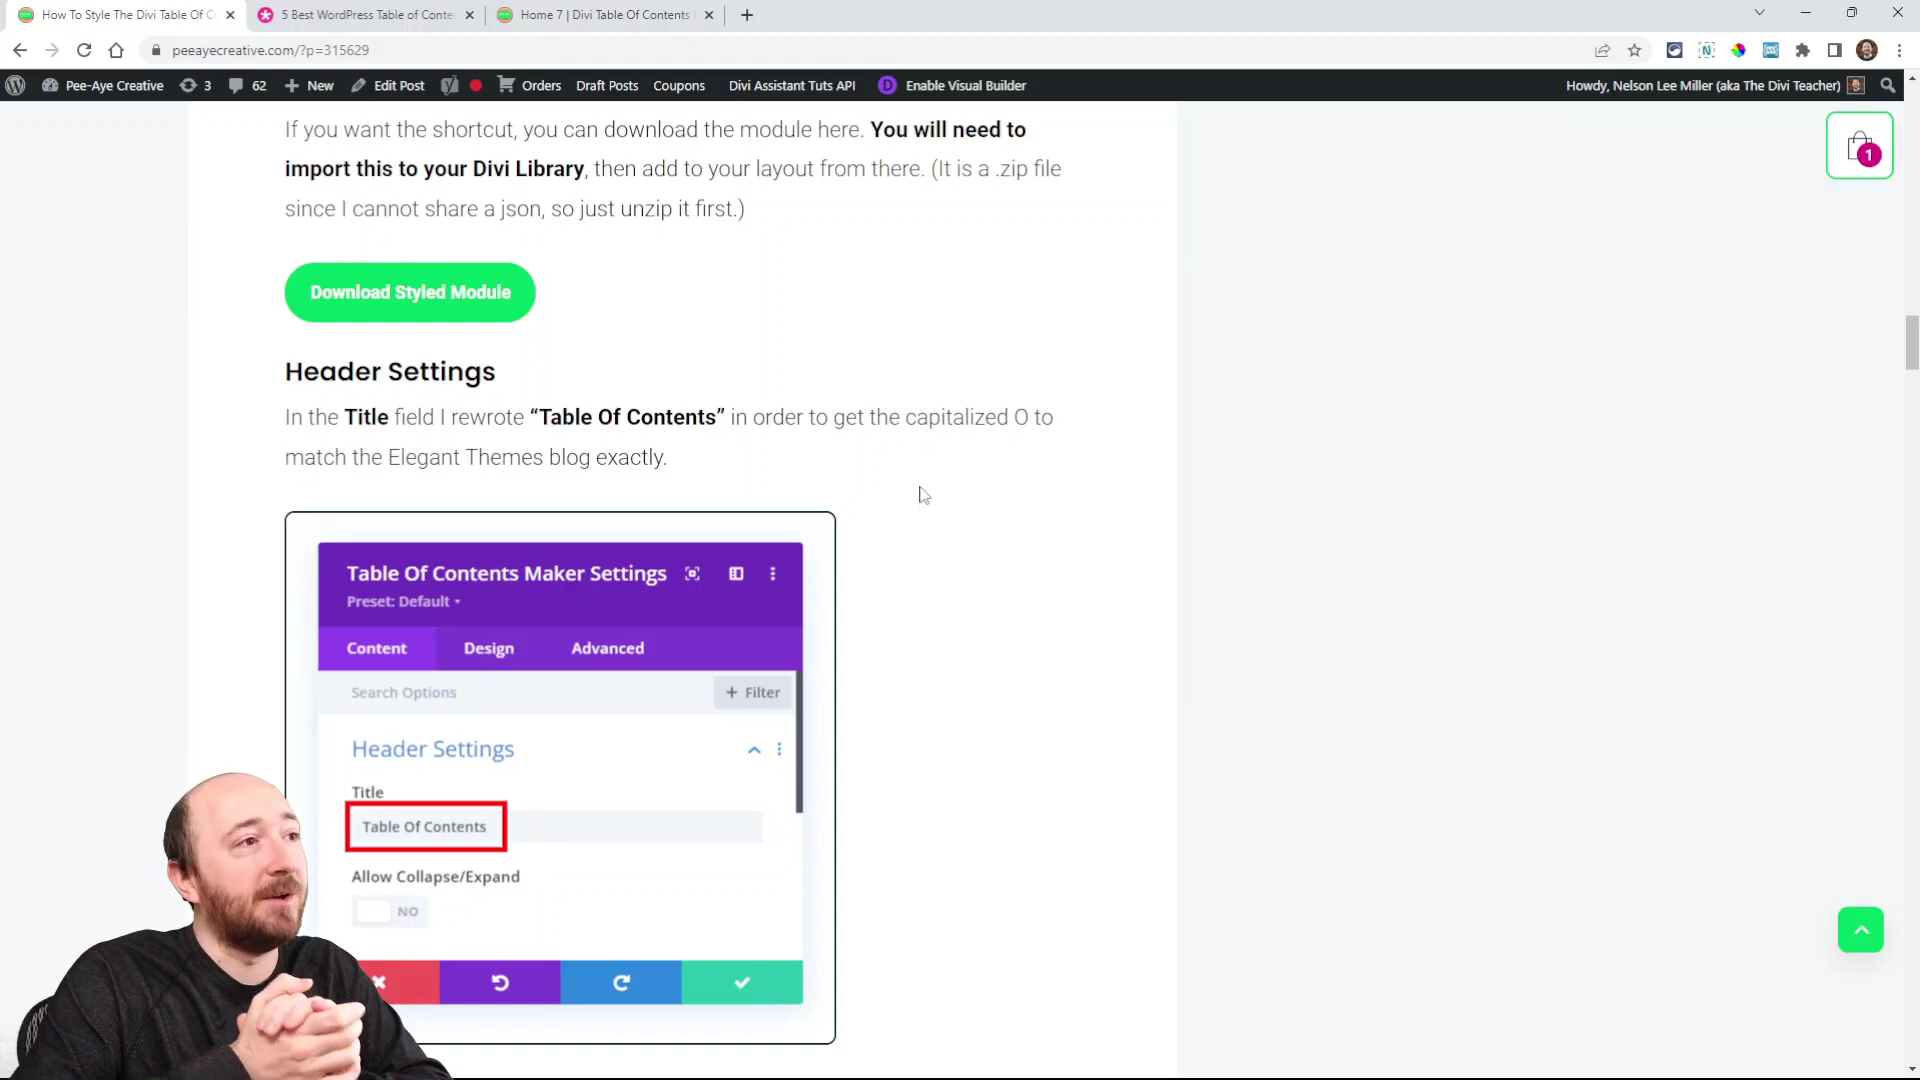 How To Style The Divi Table Of C
5 Best WordPress Table of Conte
Home 7 | Divi Table Of Contents
peeayecreative.com/?p=315629
Pee-Aye Creative
3
62
New
Edit Post
Orders
Draft Posts
Coupons
Divi Assistant Tuts API
D
Enable Visual Builder
Howdy, Nelson Lee Miller (aka The Divi Teacher)
1
If you want the shortcut, you can download the module here. You will need to
import this to your Divi Library, then add to your layout from there. (It is a .zip file
since I cannot share a json, so just unzip it first.)
Download Styled Module
Header Settings
In the Title field I rewrote “Table Of Contents” in order to get the capitalized O to
match the Elegant Themes blog exactly.
Table Of Contents Maker Settings
Preset: Default
Content
Design
Advanced
Search Options
+ Filter
Header Settings
Title
Table Of Contents
Allow Collapse/Expand
NO